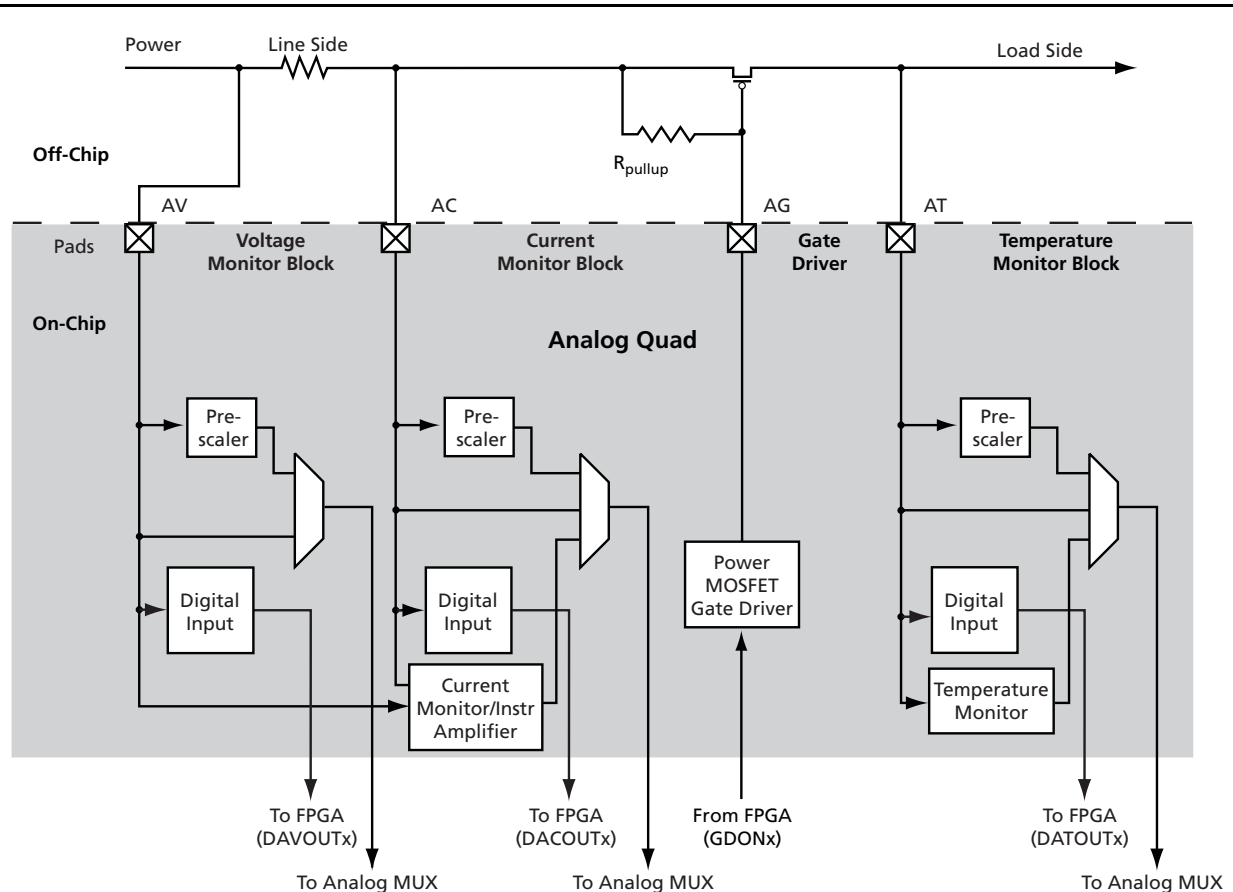 Power
Line Side
Load Side
Off-Chip
Rpullup
AV
AC
AG
AT
Pads
Voltage
Monitor Block
Current
Monitor Block
Gate
Driver
Temperature
Monitor Block
On-Chip
Analog Quad
Pre-
scaler
Pre-
scaler
Pre-
scaler
Power
MOSFET
Gate Driver
Digital
Input
Digital
Input
Digital
Input
Current
Monitor/Instr
Amplifier
Temperature
Monitor
To FPGA
(DAVOUTx)
To FPGA
(DACOUTx)
From FPGA
(GDONx)
To FPGA
(DATOUTx)
To Analog MUX
To Analog MUX
To Analog MUX